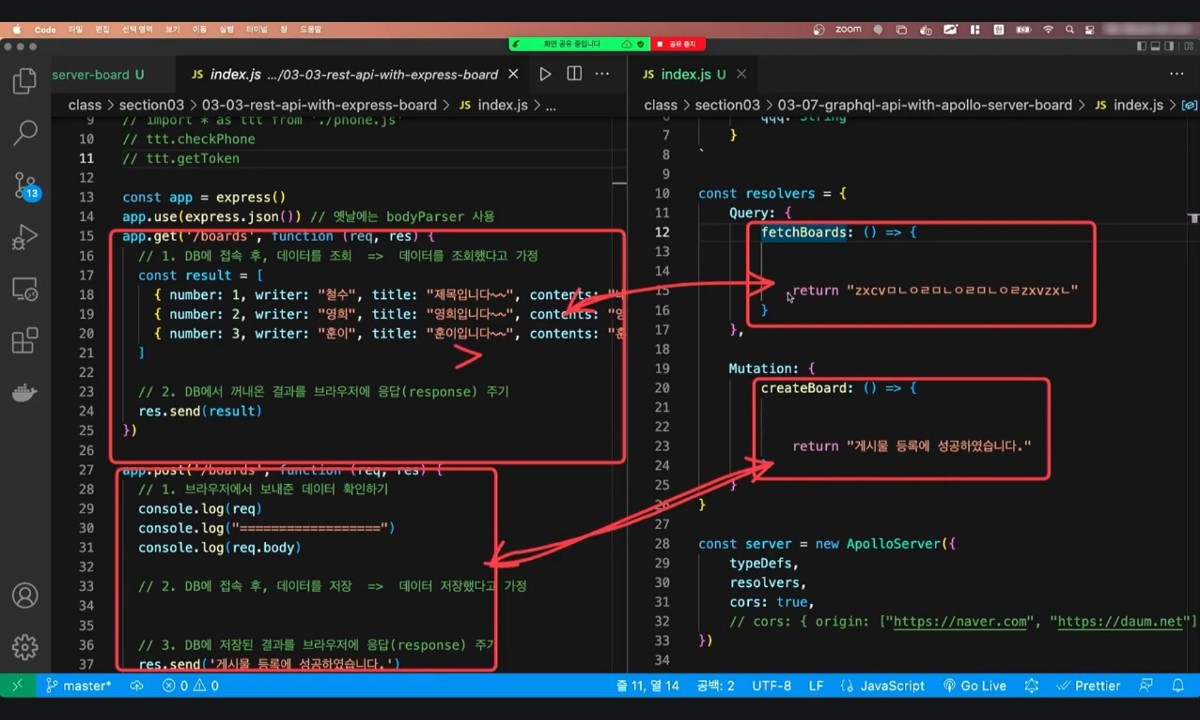 Code 파일 편집 선택 영역 보기 이동 실행 터미널 창 도움말
zoom
화면 공유 중입니다 공유 중지
server-board U
JS index.js .../03-03-rest-api-with-express-board
class > section03 > 03-03-rest-api-with-express-board > JS index.js > ...
9 // import * as ttt from './phone.js'
10 // ttt.checkPhone
11 // ttt.getToken
12
13 const app = express()
14 app.use(express.json()) // 옛날에는 bodyParser 사용
15 app.get('/boards', function (req, res) {
16 // 1. DB에 접속 후, 데이터를 조회 => 데이터를 조회했다고 가정
17 const result = [
18 { number: 1, writer: "철수", title: "제목입니다~~", contents:
19 { number: 2, writer: "영희", title: "영희입니다~~", contents: "영
20 { number: 3, writer: "훈이", title: "훈이입니다~~", contents: "훈
21 ]
22
23 // 2. DB에서 꺼내온 결과를 브라우저에 응답(response) 주기
24 res.send(result)
25 })
26
27 app.post('/boards', function (req, res) {
28 // 1. 브라우저에서 보내준 데이터 확인하기
29 console.log(req)
30 console.log("==================")
31 console.log(req.body)
32
33 // 2. DB에 접속 후, 데이터를 저장 => 데이터 저장했다고 가정
34
35
36 // 3. DB에 저장된 결과를 브라우저에 응답(response) 주기
37 res.send('게시물 등록에 성공하였습니다.')
JS index.js U
class > section03 > 03-07-graphql-api-with-apollo-server-board > JS index.js >
6 qqq: String
7 }
8 `
9
10 const resolvers = {
11 Query: {
12 fetchBoards: () => {
13
14
15 return "zxcvㅁㄴㅇㄹㅁㄴㅇㄹㅁㄴㅇㄹzxvzxㄴ"
16 }
17 },
18
19 Mutation: {
20 createBoard: () => {
21
22
23 return "게시물 등록에 성공하였습니다."
24
25 }
26 }
27
28 const server = new ApolloServer({
29 typeDefs,
30 resolvers,
31 cors: true,
32 // cors: { origin: ["https://naver.com", "https://daum.net"]
33 })
34
13
master* 0 0
줄 11, 열 14 공백: 2 UTF-8 LF JavaScript Go Live Prettier